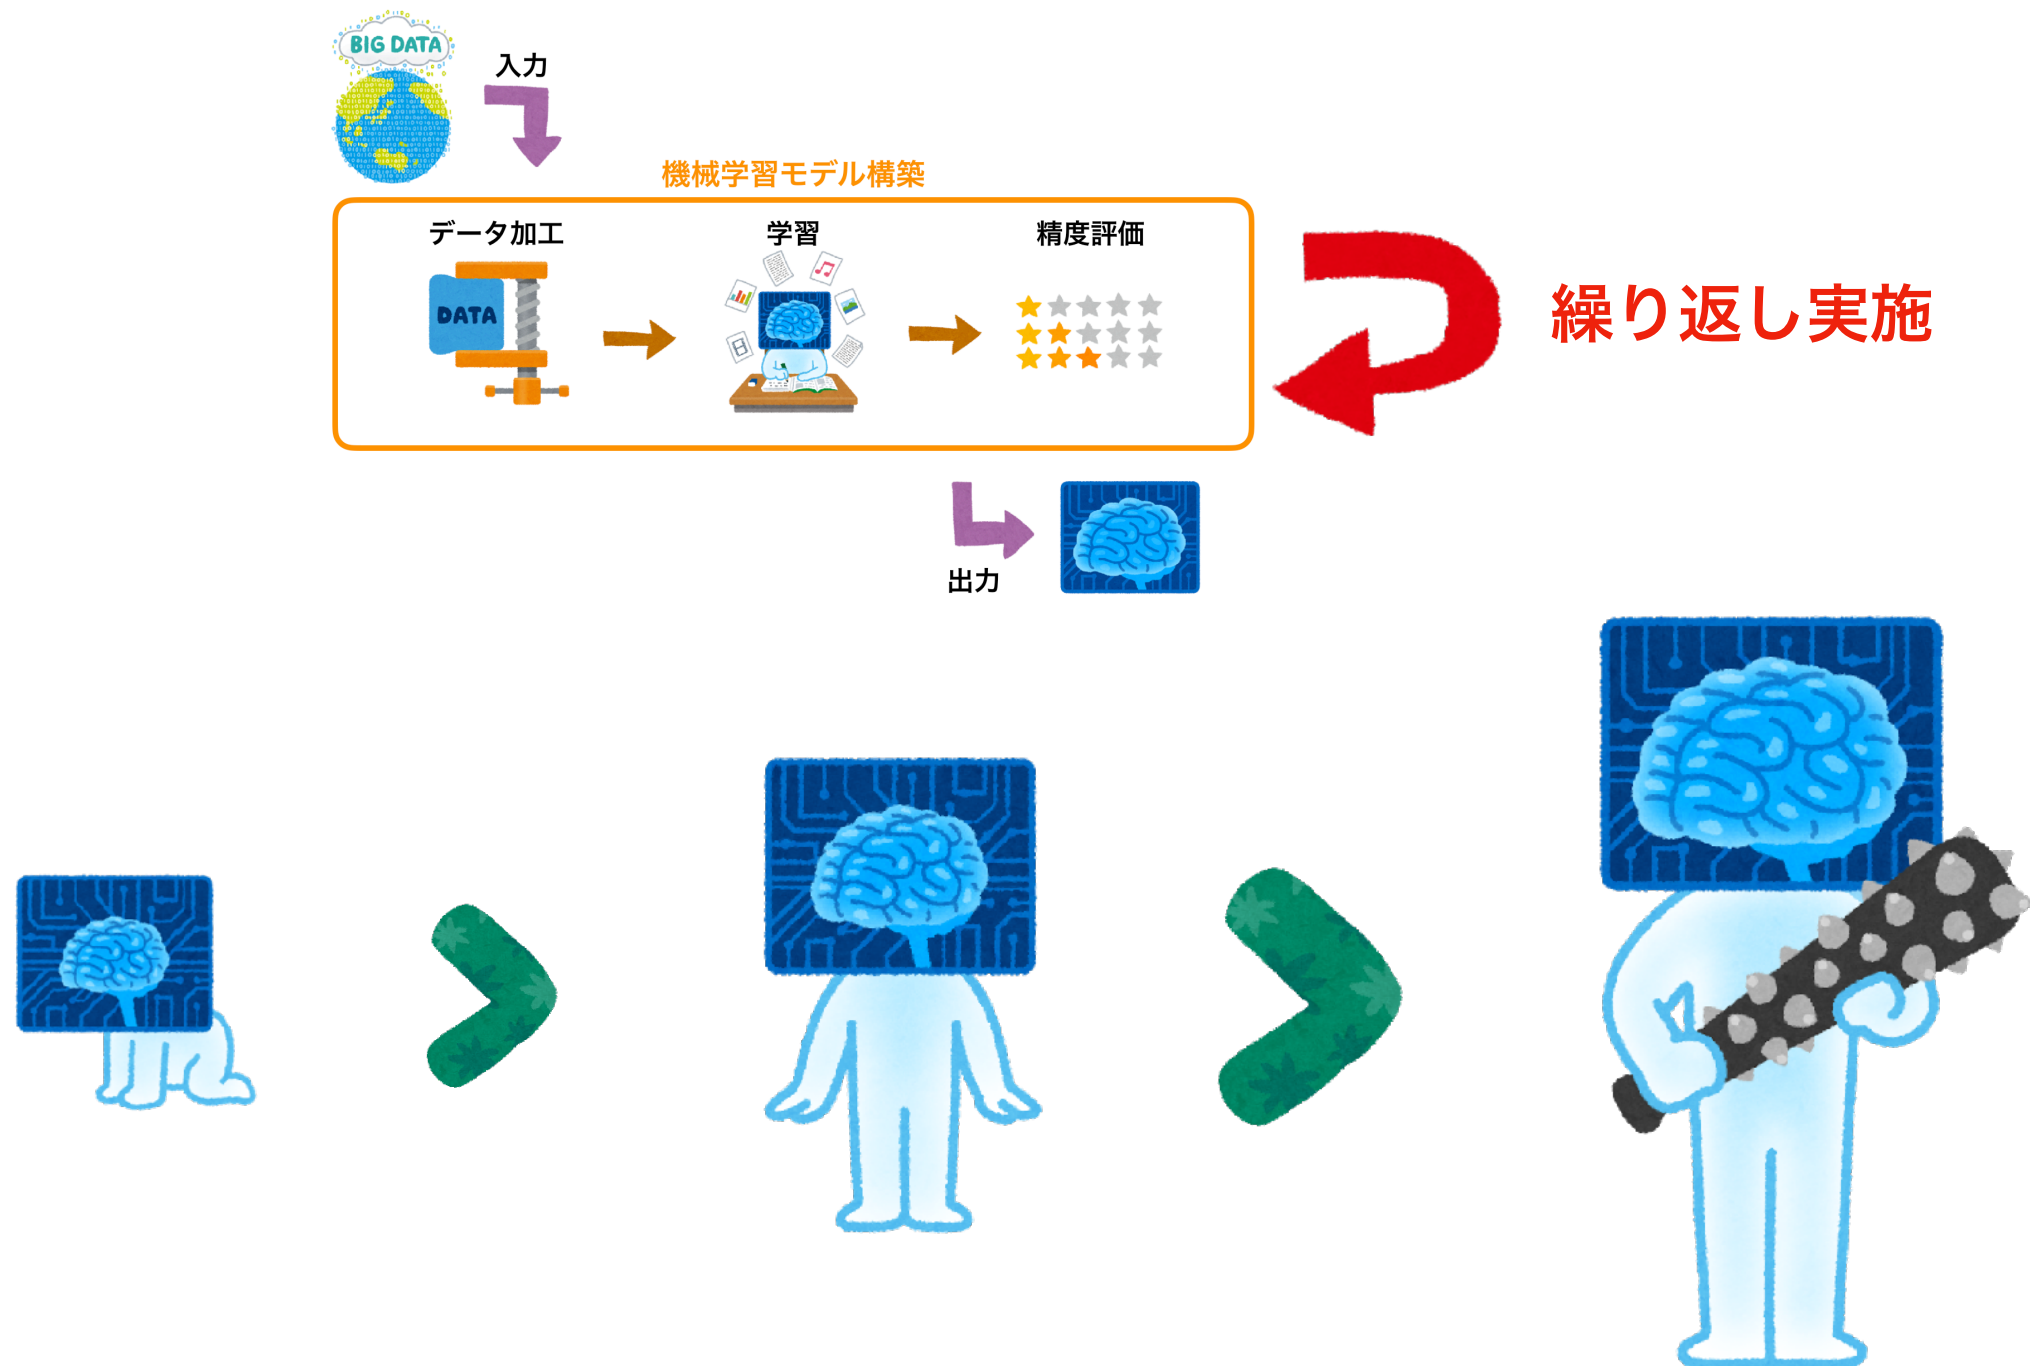 BIG DATA
入力
機械学習モデル構築
データ加工
学習
精度評価
DATA
繰り返し実施
出力